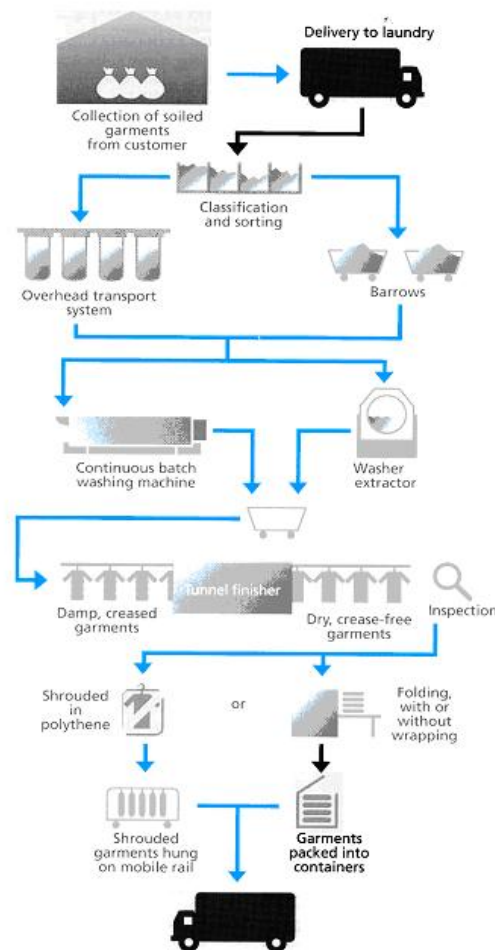 Delivery to laundry
Collection of soiled
garments
from customer
Classification
and sorting
Overhead transport
system
Barrows
Continuous batch
washing machine
Washer
extractor
Tunnel finisher
Damp, creased
garments
Dry, crease-free
garments
Inspection
Shrouded
in
polythene
or
Folding,
with or
without
wrapping
Shrouded
garments hung
on mobile rail
Garments
packed into
containers